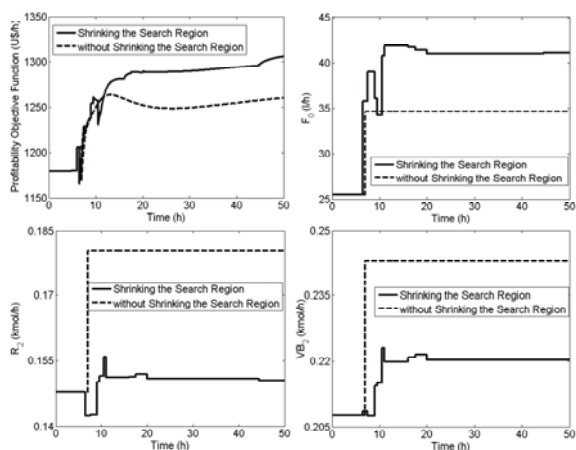 Profitability Objective Function (U$/h)
1350
1300
1250
1200
1150
Shrinking the Search Region
without Shrinking the Search Region
0 10 20 30 40 50
Time (h)
F0 (l/h)
45
40
35
30
25
Shrinking the Search Region
without Shrinking the Search Region
0 10 20 30 40 50
Time (h)
R2 (kmol/h)
0.185
0.17
0.155
0.14
Shrinking the Search Region
without Shrinking the Search Region
0 10 20 30 40 50
Time (h)
VB2 (kmol/h)
0.25
0.235
0.22
0.205
Shrinking the Search Region
without Shrinking the Search Region
0 10 20 30 40 50
Time (h)